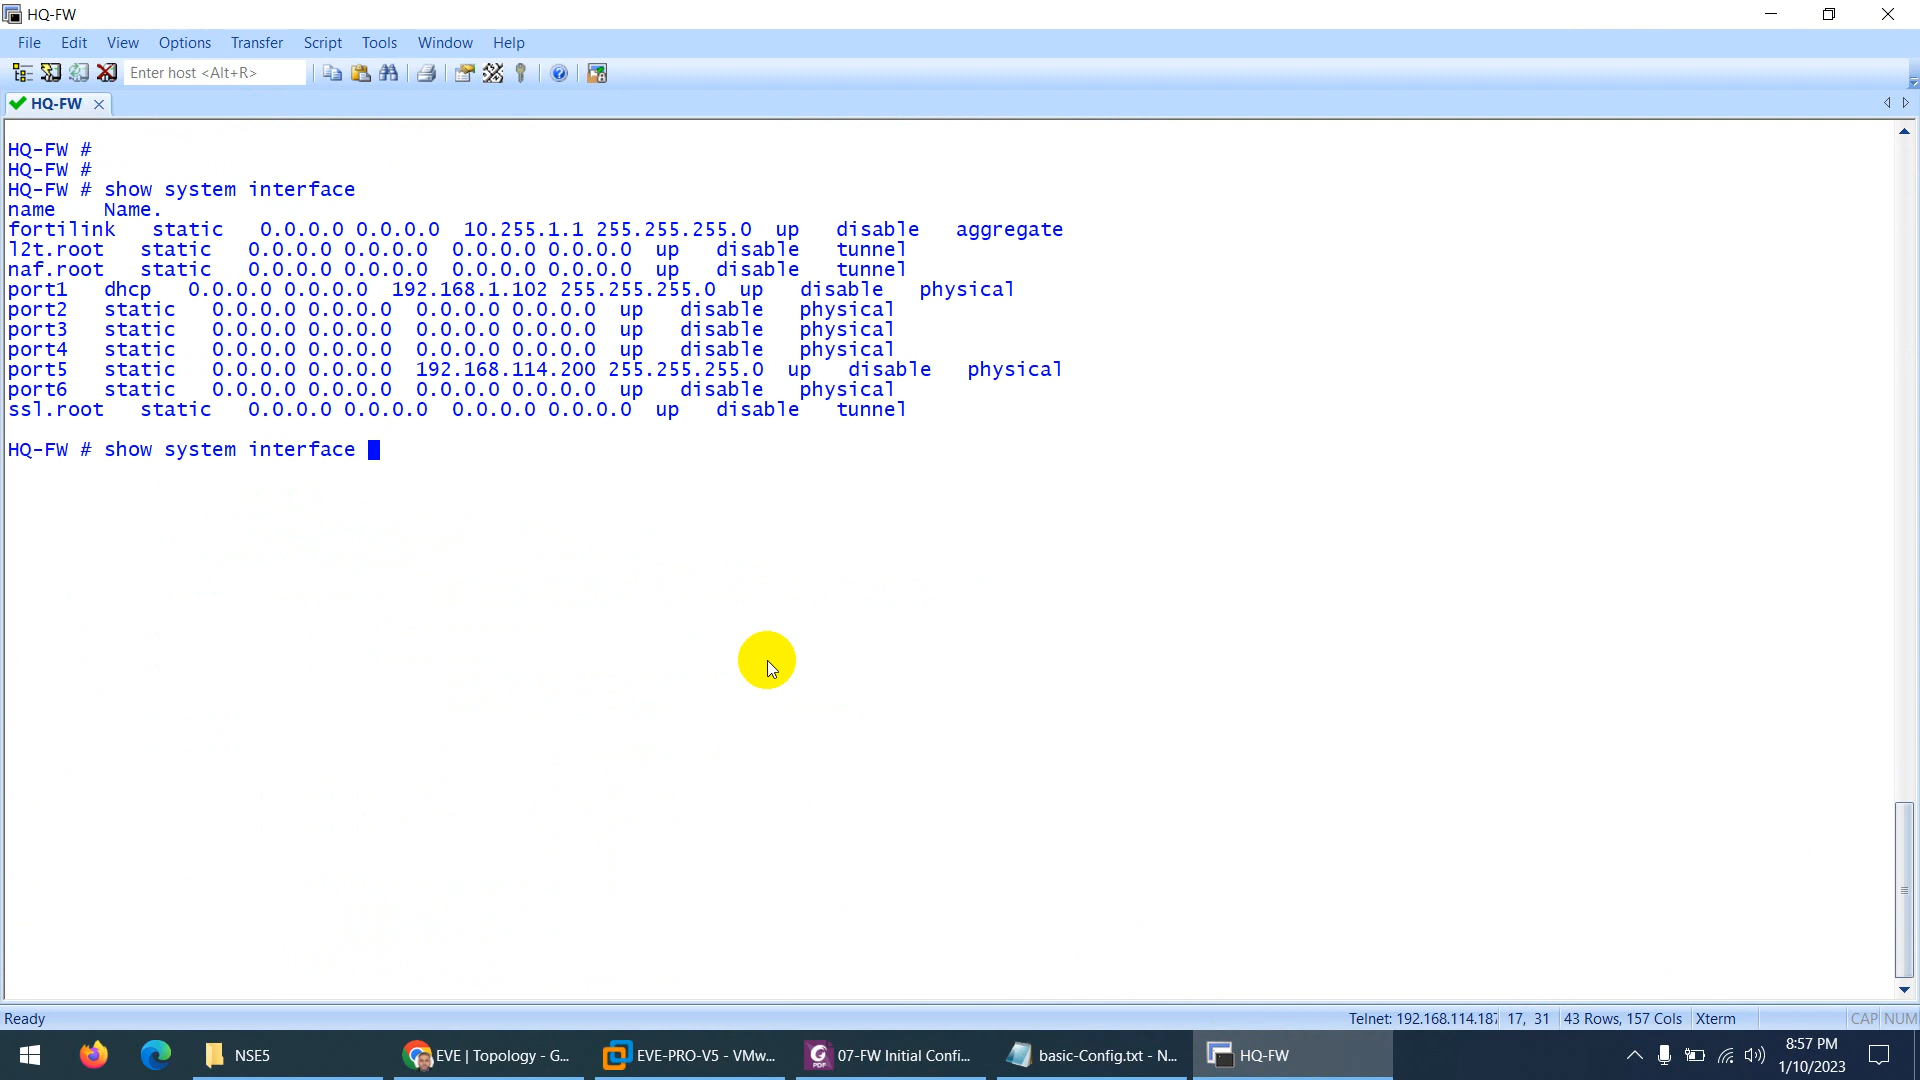 HQ-FW
File Edit View Options Transfer Script Tools Window Help
Enter host <Alt+R>
HQ-FW
HQ-FW #
HQ-FW #
HQ-FW # show system interface
name    Name.
fortilink   static   0.0.0.0 0.0.0.0  10.255.1.1 255.255.255.0  up   disable   aggregate
l2t.root   static   0.0.0.0 0.0.0.0  0.0.0.0 0.0.0.0  up   disable   tunnel
naf.root   static   0.0.0.0 0.0.0.0  0.0.0.0 0.0.0.0  up   disable   tunnel
port1   dhcp   0.0.0.0 0.0.0.0  192.168.1.102 255.255.255.0  up   disable   physical
port2   static   0.0.0.0 0.0.0.0  0.0.0.0 0.0.0.0  up   disable   physical
port3   static   0.0.0.0 0.0.0.0  0.0.0.0 0.0.0.0  up   disable   physical
port4   static   0.0.0.0 0.0.0.0  0.0.0.0 0.0.0.0  up   disable   physical
port5   static   0.0.0.0 0.0.0.0  192.168.114.200 255.255.255.0  up   disable   physical
port6   static   0.0.0.0 0.0.0.0  0.0.0.0 0.0.0.0  up   disable   physical
ssl.root   static   0.0.0.0 0.0.0.0  0.0.0.0 0.0.0.0  up   disable   tunnel
HQ-FW # show system interface
Ready Telnet: 192.168.114.187 17, 31 43 Rows, 157 Cols Xterm CAP NUM
NSE5 EVE | Topology - G... EVE-PRO-V5 - VMw... PDF 07-FW Initial Confi... basic-Config.txt - N... HQ-FW 8:57 PM
1/10/2023